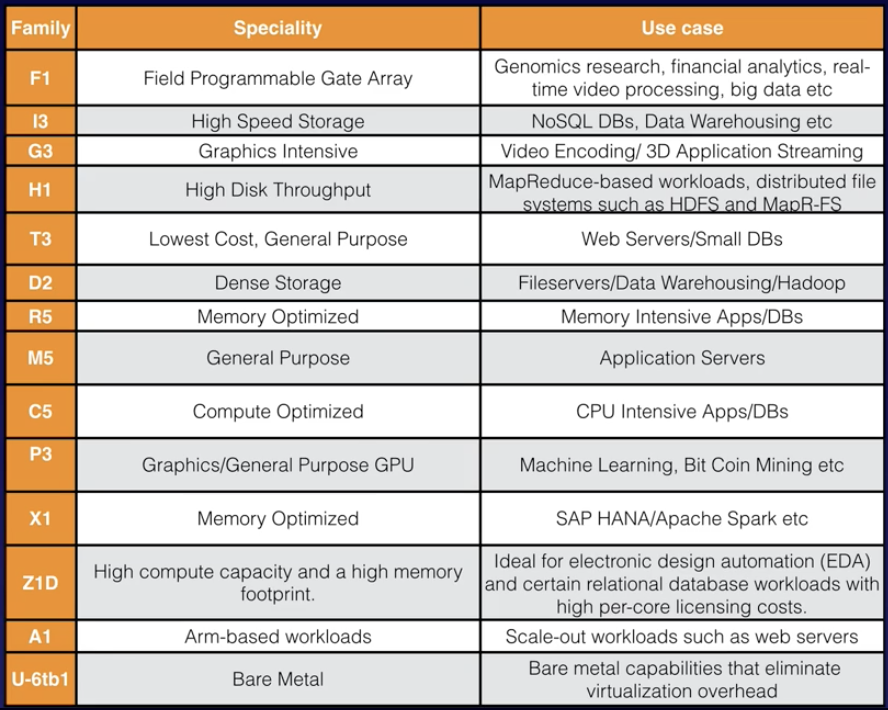 Family Speciality Use case
F1 Field Programmable Gate Array Genomics research, financial analytics, real-
time video processing, big data etc
I3 High Speed Storage NoSQL DBs, Data Warehousing etc
G3 Graphics Intensive Video Encoding/ 3D Application Streaming
H1 High Disk Throughput MapReduce-based workloads, distributed file
systems such as HDFS and MapR-FS
T3 Lowest Cost, General Purpose Web Servers/Small DBs
D2 Dense Storage Fileservers/Data Warehousing/Hadoop
R5 Memory Optimized Memory Intensive Apps/DBs
M5 General Purpose Application Servers
C5 Compute Optimized CPU Intensive Apps/DBs
P3 Graphics/General Purpose GPU Machine Learning, Bit Coin Mining etc
X1 Memory Optimized SAP HANA/Apache Spark etc
Z1D High compute capacity and a high memory
footprint. Ideal for electronic design automation (EDA)
and certain relational database workloads with
high per-core licensing costs.
A1 Arm-based workloads Scale-out workloads such as web servers
U-6tb1 Bare Metal Bare metal capabilities that eliminate
virtualization overhead